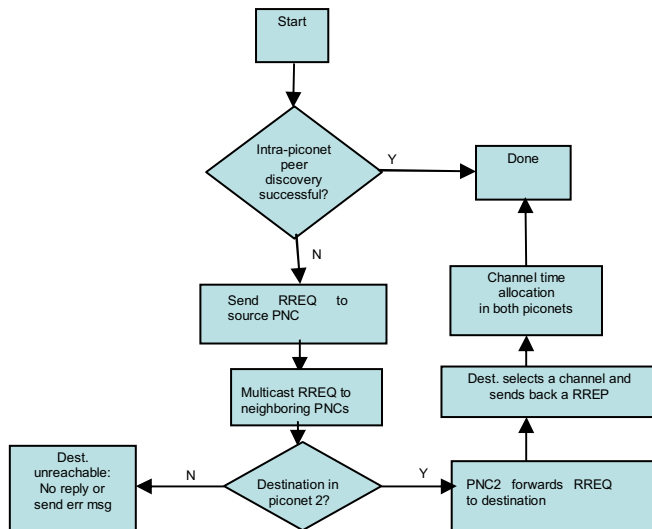 Start
Intra-piconet
peer
discovery
successful?
Y
Done
N
Send RREQ to
source PNC
Channel time
allocation
in both piconets
Multicast RREQ to
neighboring PNCs
Dest. selects a channel and
sends back a RREP
Dest.
unreachable:
No reply or
send err msg
N
Destination in
piconet 2?
Y
PNC2 forwards RREQ
to destination